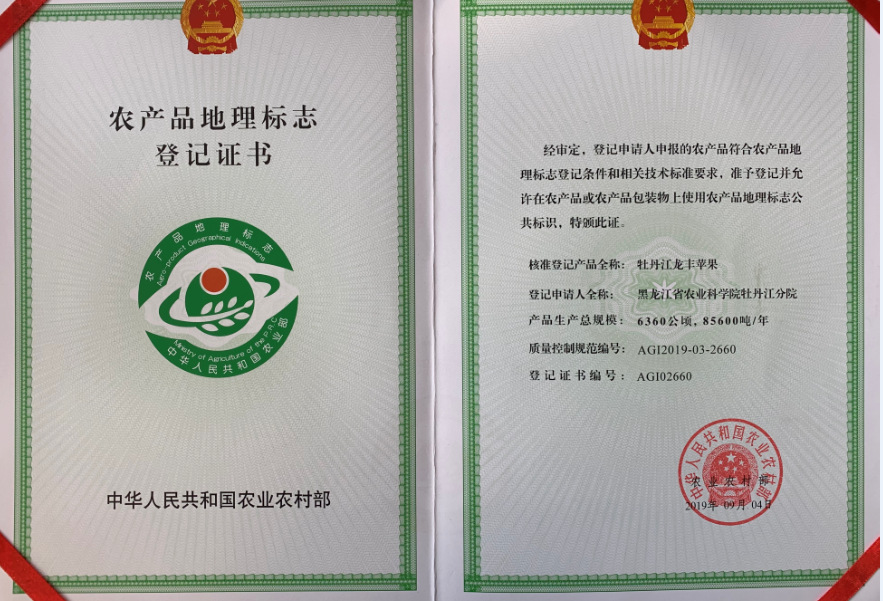 农产品地理标志
登记证书
农产品地理标志
Agro-product Geographical Indications
Ministry of Agriculture of the P.R.C
中华人民共和国农业部
中华人民共和国农业农村部
经审定，登记申请人申报的农产品符合农产品地
理标志登记条件和相关技术标准要求，准予登记并允
许在农产品或农产品包装物上使用农产品地理标志公
共标识，特颁此证。
核准登记产品全称： 牡丹江龙丰苹果
登记申请人全称： 黑龙江省农业科学院牡丹江分院
产品生产总规模： 6360公顷，85600吨/年
质量控制规范编号： AGI2019-03-2660
登记证书编号： AGI02660
中华人民共和国农业农村部
农业农村部
2019年 09月 04日